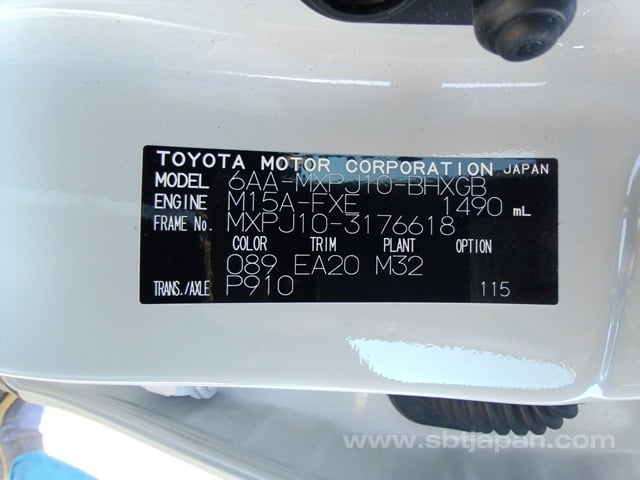 TOYOTA MOTOR CORPORATION JAPAN
MODEL 6AA-MXPJ10-BHXGB
ENGINE M15A-FXE 1490 mL
FRAME No. MXPJ10-3176618
COLOR TRIM PLANT OPTION
089 EA20 M32
TRANS./AXLE P910 115
© www.sbtjapan.com